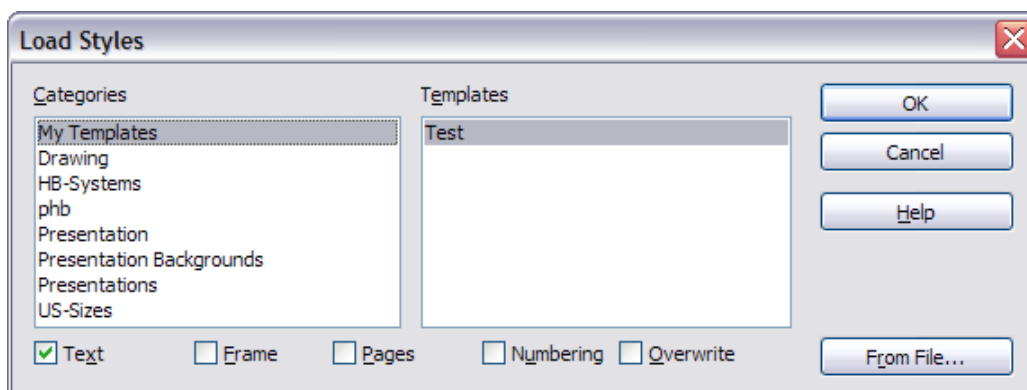 Load Styles
Categories
Templates
My Templates
Drawing
HB-Systems
phb
Presentation
Presentation Backgrounds
Presentations
US-Sizes
Test
OK
Cancel
Help
Text Frame Pages Numbering Overwrite
From File...